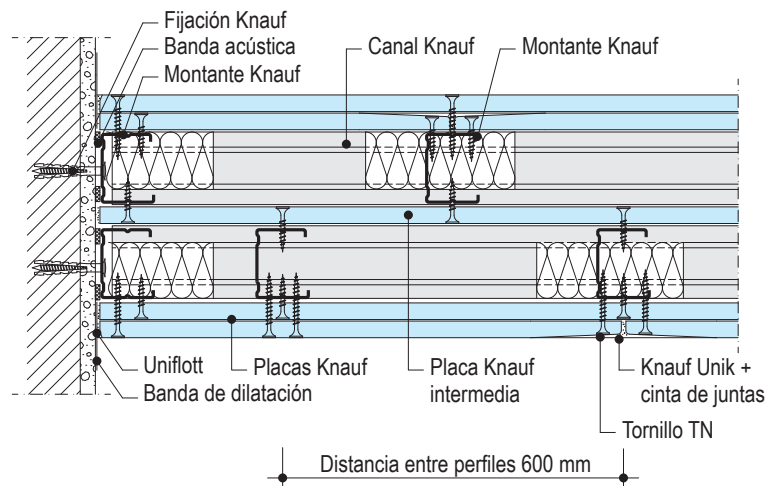 Fijación Knauf
Banda acústica
Montante Knauf
Canal Knauf
Montante Knauf
Uniflott
Banda de dilatación
Placas Knauf
Placa Knauf
intermedia
Knauf Unik +
cinta de juntas
Tornillo TN
Distancia entre perfiles 600 mm